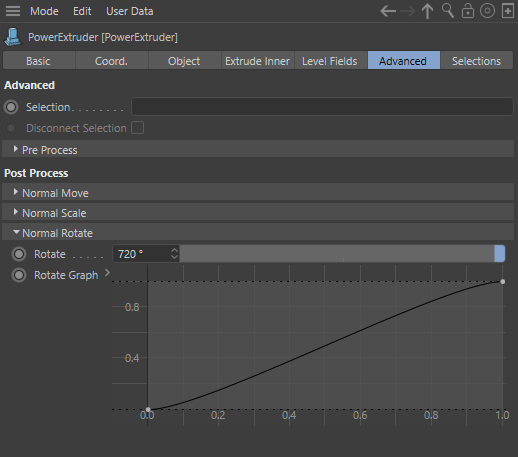 Mode Edit User Data
PowerExtruder [PowerExtruder]
Basic Coord. Object Extrude Inner Level Fields Advanced Selections
Advanced
Selection . . . . . . . .
Disconnect Selection
Pre Process
Post Process
Normal Move
Normal Scale
Normal Rotate
Rotate . . . . . 720 °
Rotate Graph
0.8
0.4
0.0 0.2 0.4 0.6 0.8 1.0